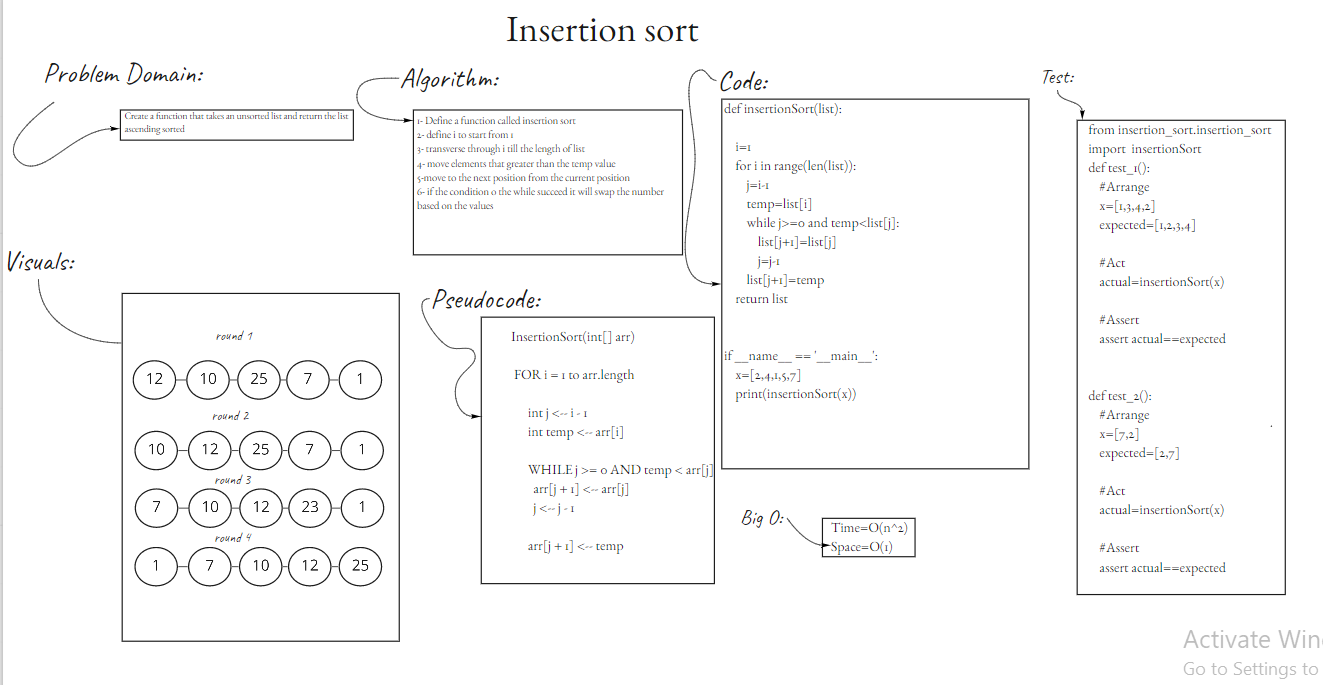 Insertion sort
Problem Domain:
Create a function that takes an unsorted list and return the list
ascending sorted
Algorithm:
1- Define a function called insertion sort
2- define i to start from 1
3- transverse through i till the length of list
4- move elements that greater than the temp value
5-move to the next position from the current position
6- if the condition o the while succeed it will swap the number
based on the values
Code:
def insertionSort(list):
i=1
for i in range(len(list)):
j=i-1
temp=list[i]
while j>=0 and temp<list[j]:
list[j+1]=list[j]
j=j-1
list[j+1]=temp
return list
if __name__ == '__main__':
x=[2,4,1,5,7]
print(insertionSort(x))
Test:
from insertion_sort.insertion_sort
import insertionSort
def test_1():
#Arrange
x=[1,3,4,2]
expected=[1,2,3,4]
#Act
actual=insertionSort(x)
#Assert
assert actual==expected
def test_2():
#Arrange
x=[7,2]
expected=[2,7]
#Act
actual=insertionSort(x)
#Assert
assert actual==expected
Visuals:
round 1
12 10 25 7 1
round 2
10 12 25 7 1
round 3
7 10 12 23 1
round 4
1 7 10 12 25
Pseudocode:
InsertionSort(int[] arr)
FOR i = 1 to arr.length
int j <-- i - 1
int temp <-- arr[i]
WHILE j >= 0 AND temp < arr[j]
arr[j + 1] <-- arr[j]
j <-- j - 1
arr[j + 1] <-- temp
Big O:
Time=O(n^2)
Space=O(1)
Activate Win
Go to Settings to